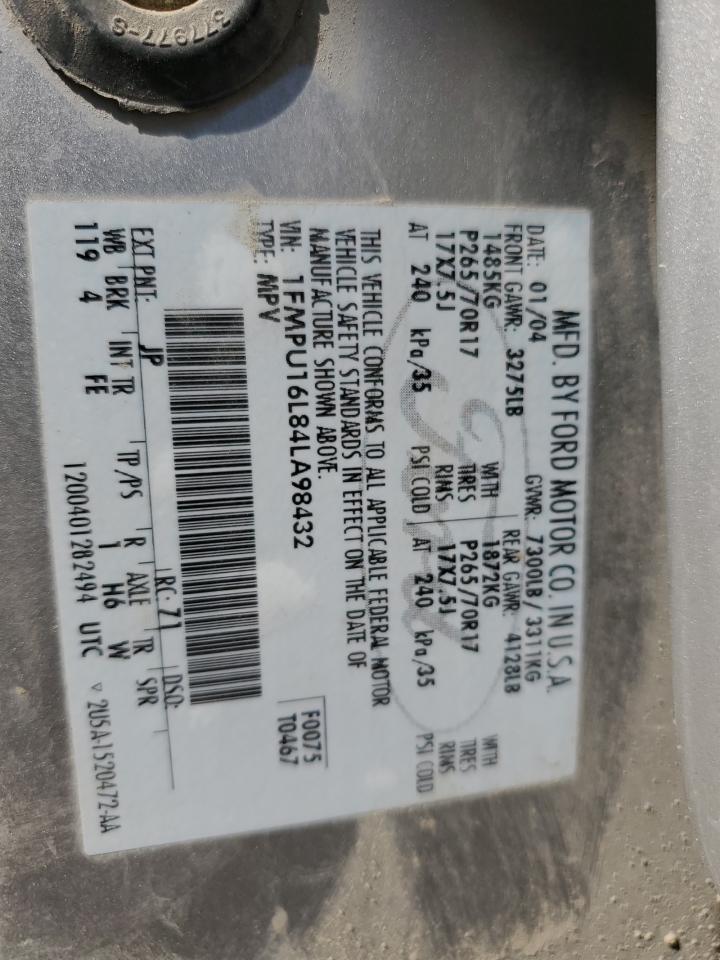 377977-S
MFD. BY FORD MOTOR CO. IN U.S.A.
DATE: 01/04 GVWR: 7300LB/3311KG
FRONT GAWR: 3275LB REAR GAWR: 4128LB
1485KG WITH 1872KG WITH
P265/70R17 TIRES P265/70R17 TIRES
17X7.5J RIMS 17X7.5J RIMS
AT 240 kPa/35 PSI COLD AT 240 kPa/35 PSI COLD
THIS VEHICLE CONFORMS TO ALL APPLICABLE FEDERAL MOTOR
VEHICLE SAFETY STANDARDS IN EFFECT ON THE DATE OF
MANUFACTURE SHOWN ABOVE.
VIN: 1FMPU16L84LA98432 F0075
TYPE: MPV T0467
EXT PNT: JP RC: 71 DSO:
WB BRK INT TR TP/PS R AXLE TR SPR
119 4 FE 1 H6 W
1200401282494 UTC ▽ 2U5A-1520472-AA
Ford